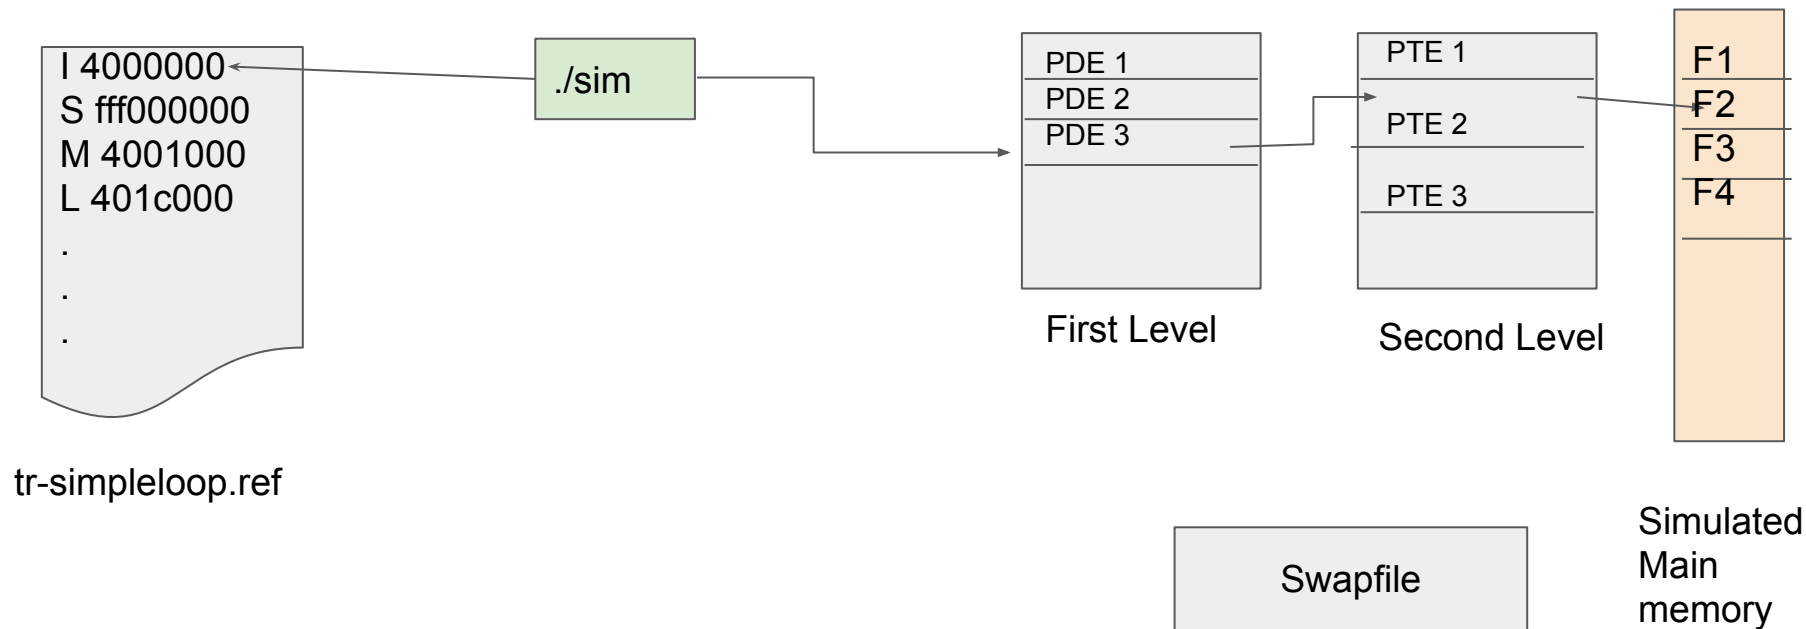 I 4000000
S fff000000
M 4001000
L 401c000
.
.
.
tr-simpleloop.ref
./sim
PDE 1
PDE 2
PDE 3
First Level
PTE 1
PTE 2
PTE 3
Second Level
F1
F2
F3
F4
Simulated
Main
memory
Swapfile